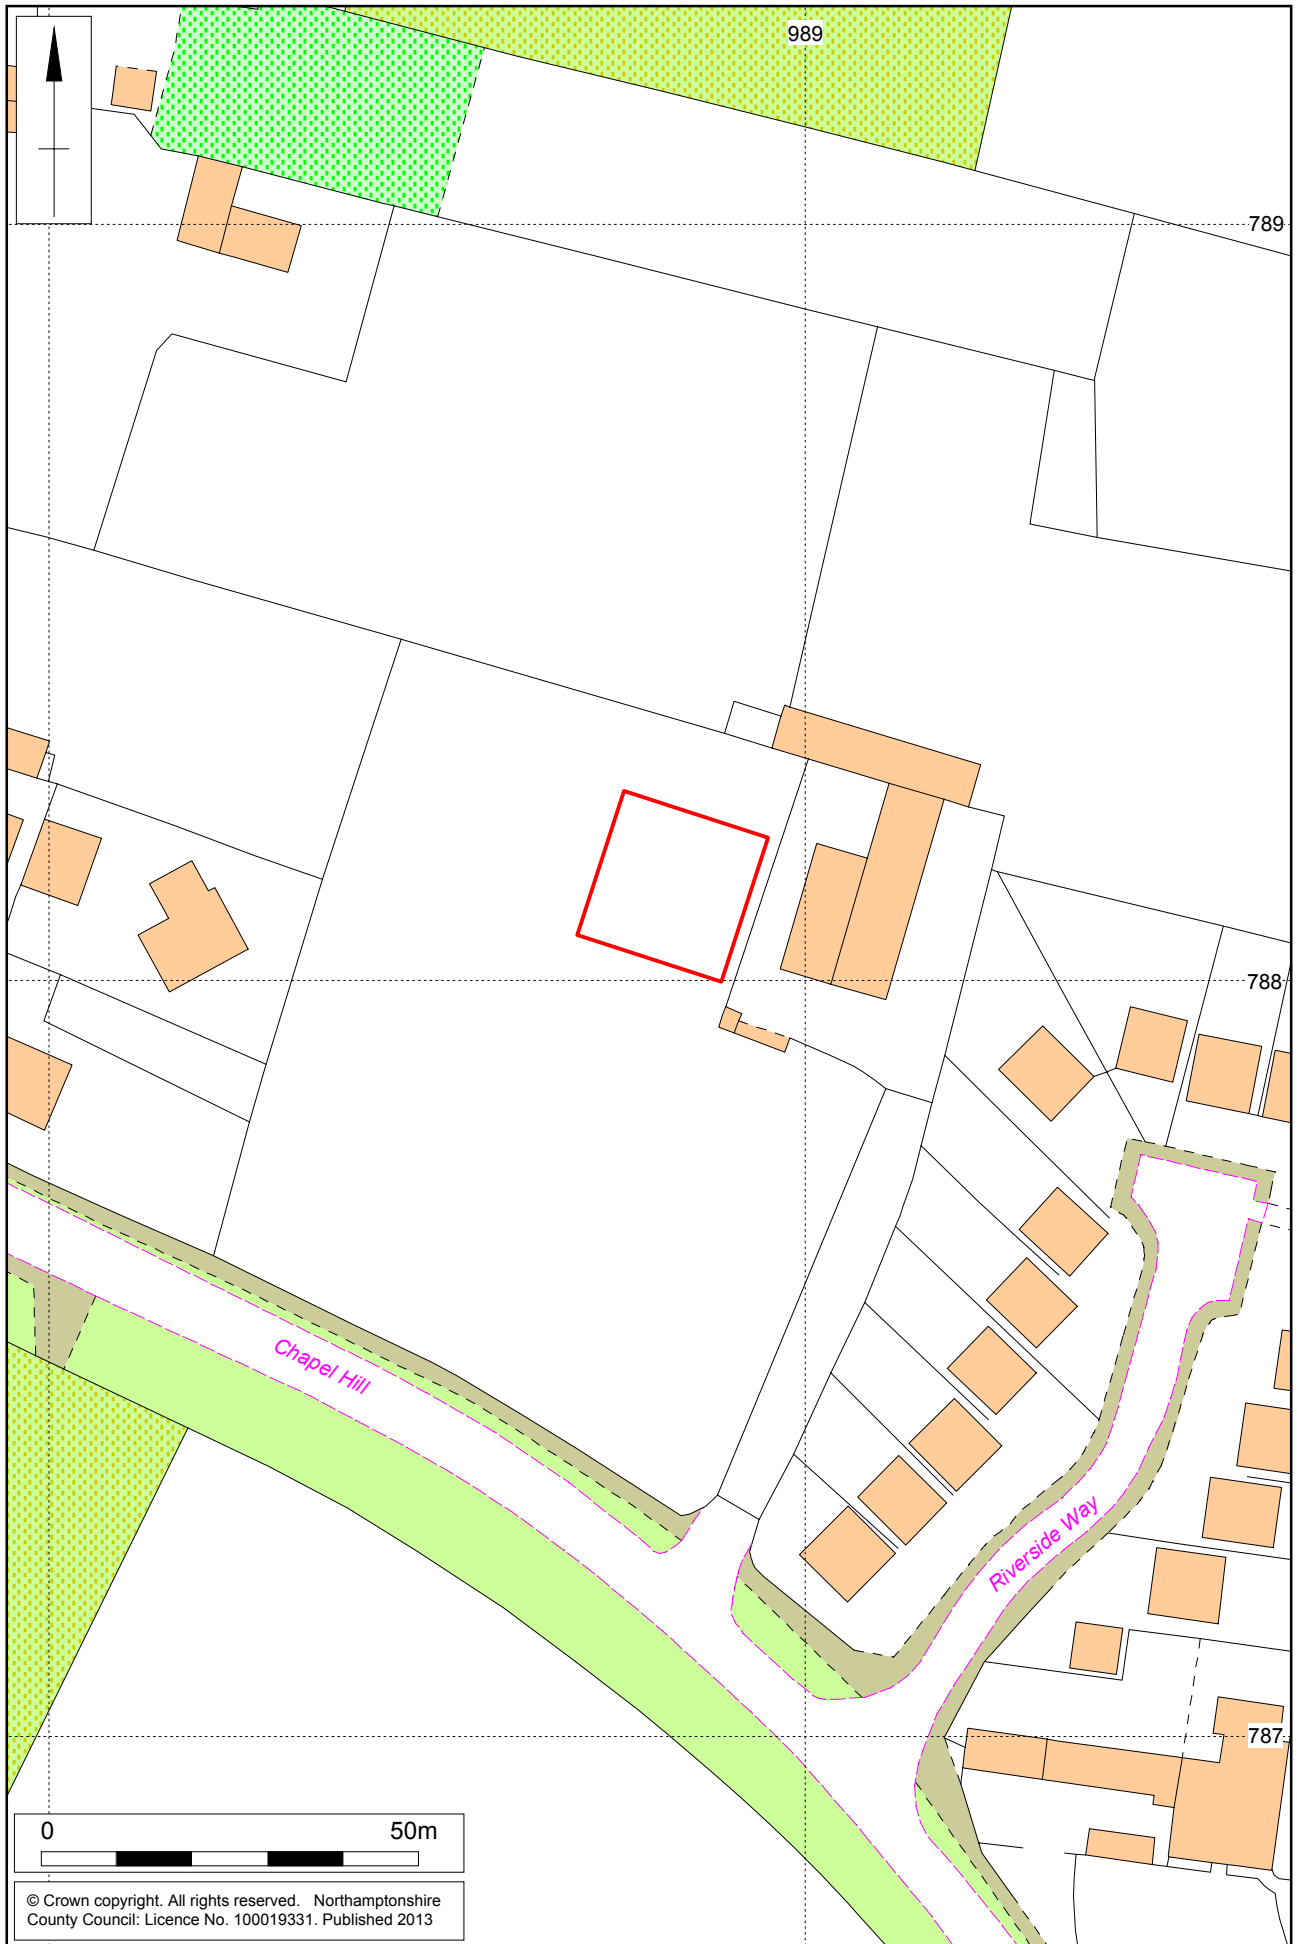 989
789
788
Chapel Hill
Riverside Way
787
0 50m
© Crown copyright. All rights reserved. Northamptonshire
County Council: Licence No. 100019331. Published 2013